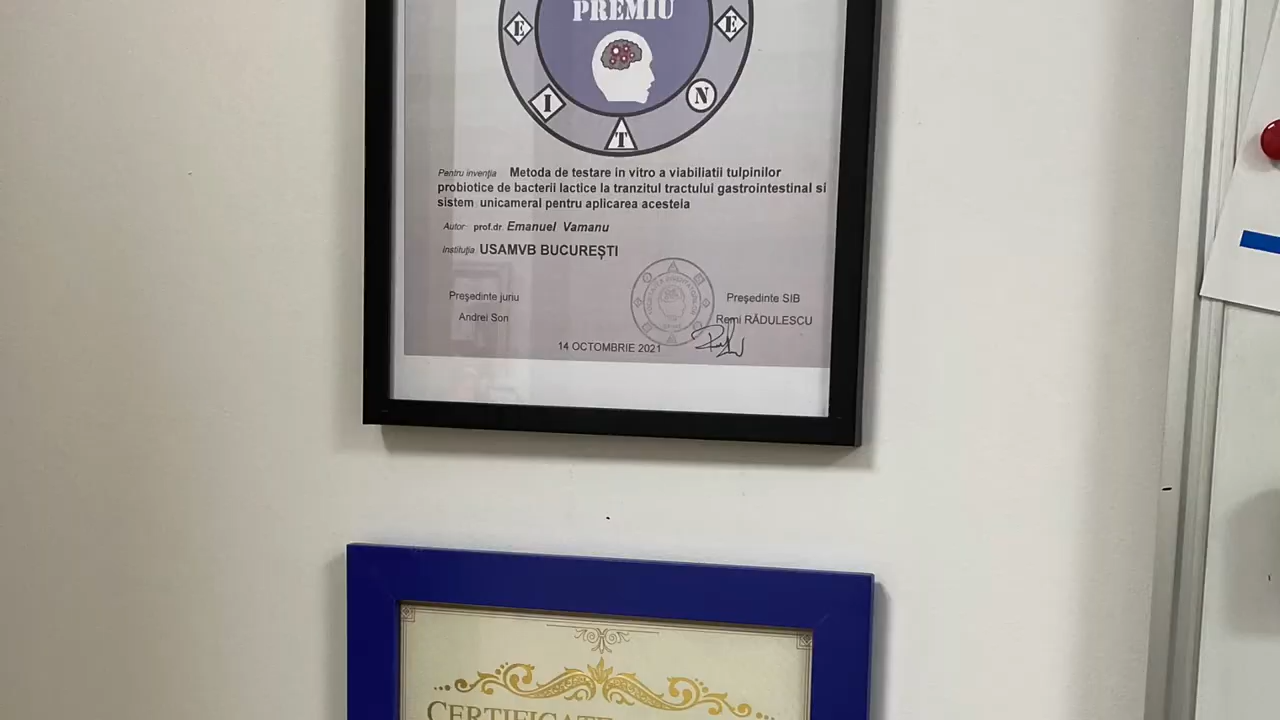 PREMIU
E E
I N
T
Pentru invenția Metoda de testare in vitro a viabiliatii tulpinilor
probiotice de bacterii lactice la tranzitul tractului gastrointestinal si
sistem unicameral pentru aplicarea acesteia
Autor prof.dr Emanuel Vamanu
Instituția USAMVB BUCUREȘTI
Președinte juriu Președinte SIB
Andrei Son Remi RĂDULESCU
14 OCTOMBRIE 2021
CERTIFICATE